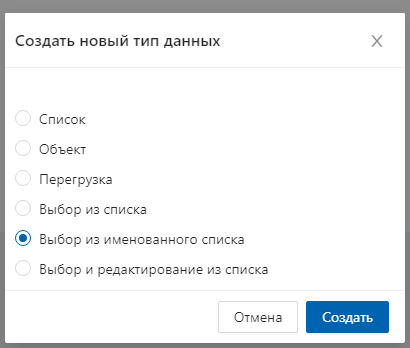 Создать новый тип данных
Список
Объект
Перегрузка
Выбор из списка
Выбор из именованного списка
Выбор и редактирование из списка
Отмена Создать